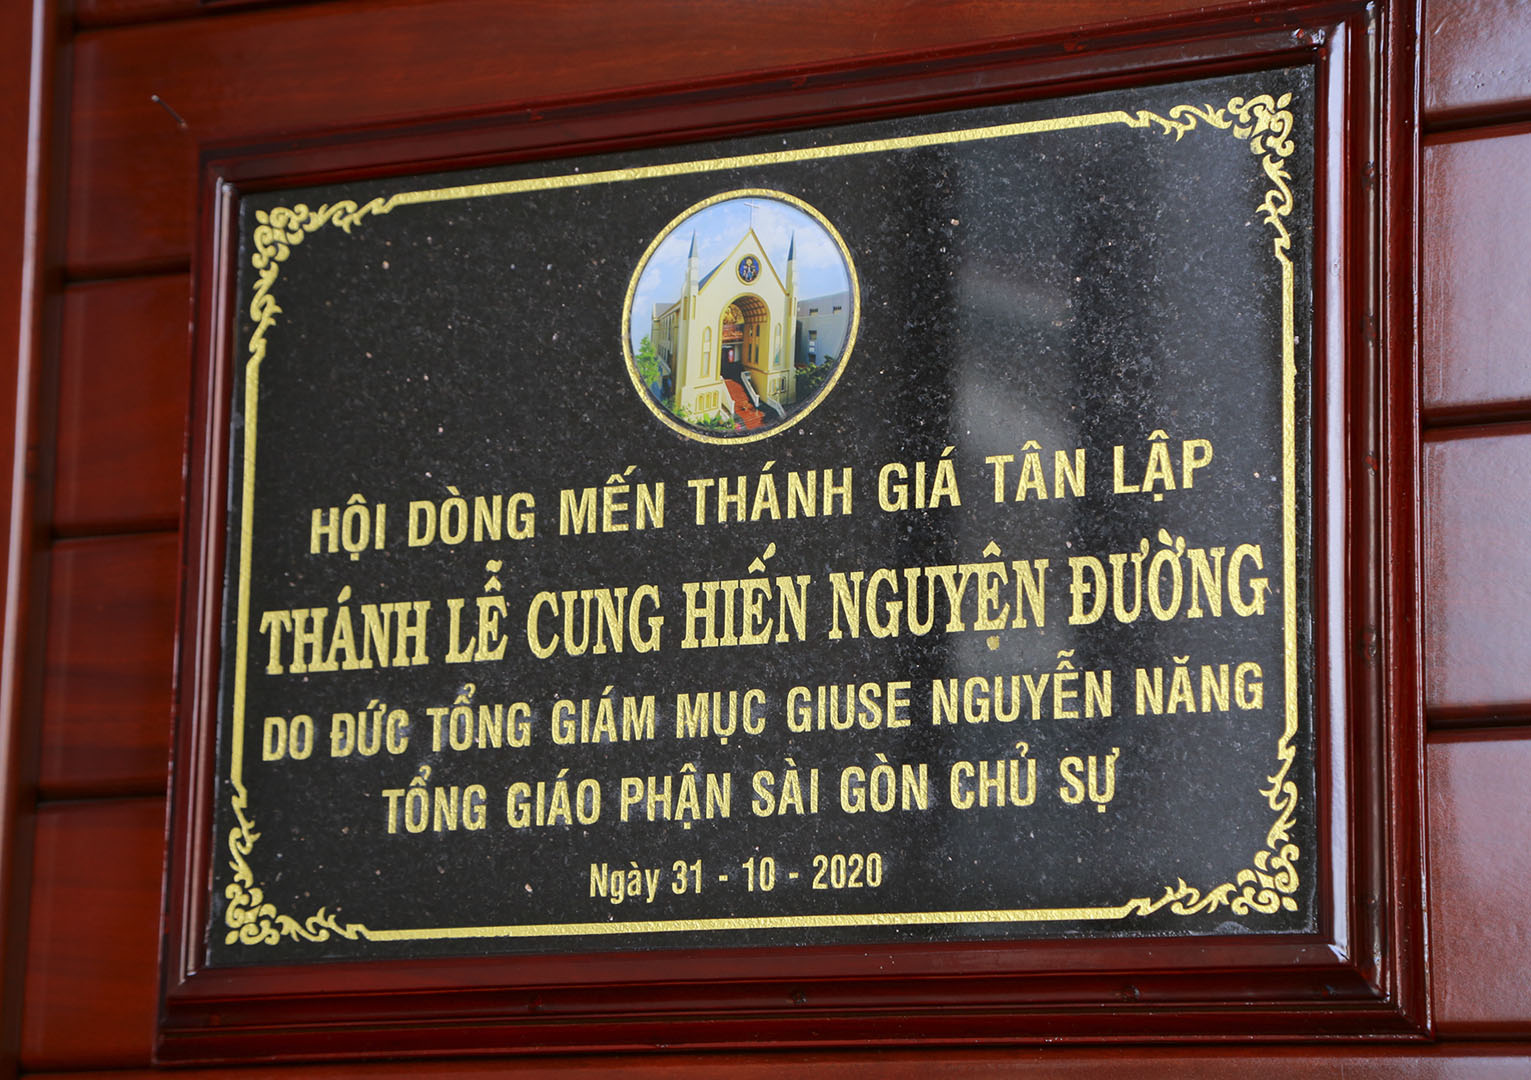 HỘI DÒNG MẾN THÁNH GIÁ TÂN LẬP
THÁNH LỄ CUNG HIẾN NGUYỆN ĐƯỜNG
DO ĐỨC TỔNG GIÁM MỤC GIUSE NGUYỄN NĂNG
TỔNG GIÁO PHẬN SÀI GÒN CHỦ SỰ
Ngày 31 - 10 - 2020